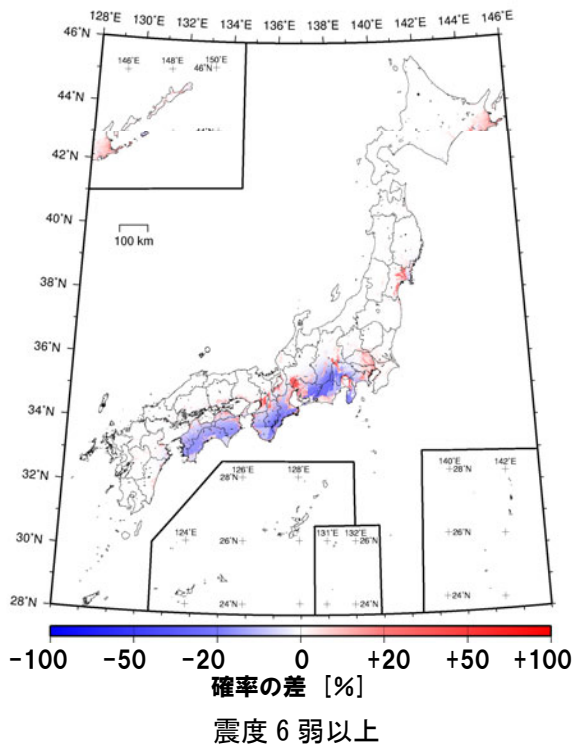 128°E 130°E 132°E 134°E 136°E 138°E 140°E 142°E 144°E 146°E
46°N
146°E 148°E 150°E
46°N
44°N
42°N
40°N
100 km
38°N
36°N
34°N
32°N
126°E 128°E
28°N
140°E 142°E
28°N
30°N
124°E
26°N
131°E 132°E
26°N
26°N
28°N
24°N
24°N
24°N
-100 -50 -20 0 +20 +50 +100
確率の差 [%]
震度 6 弱以上